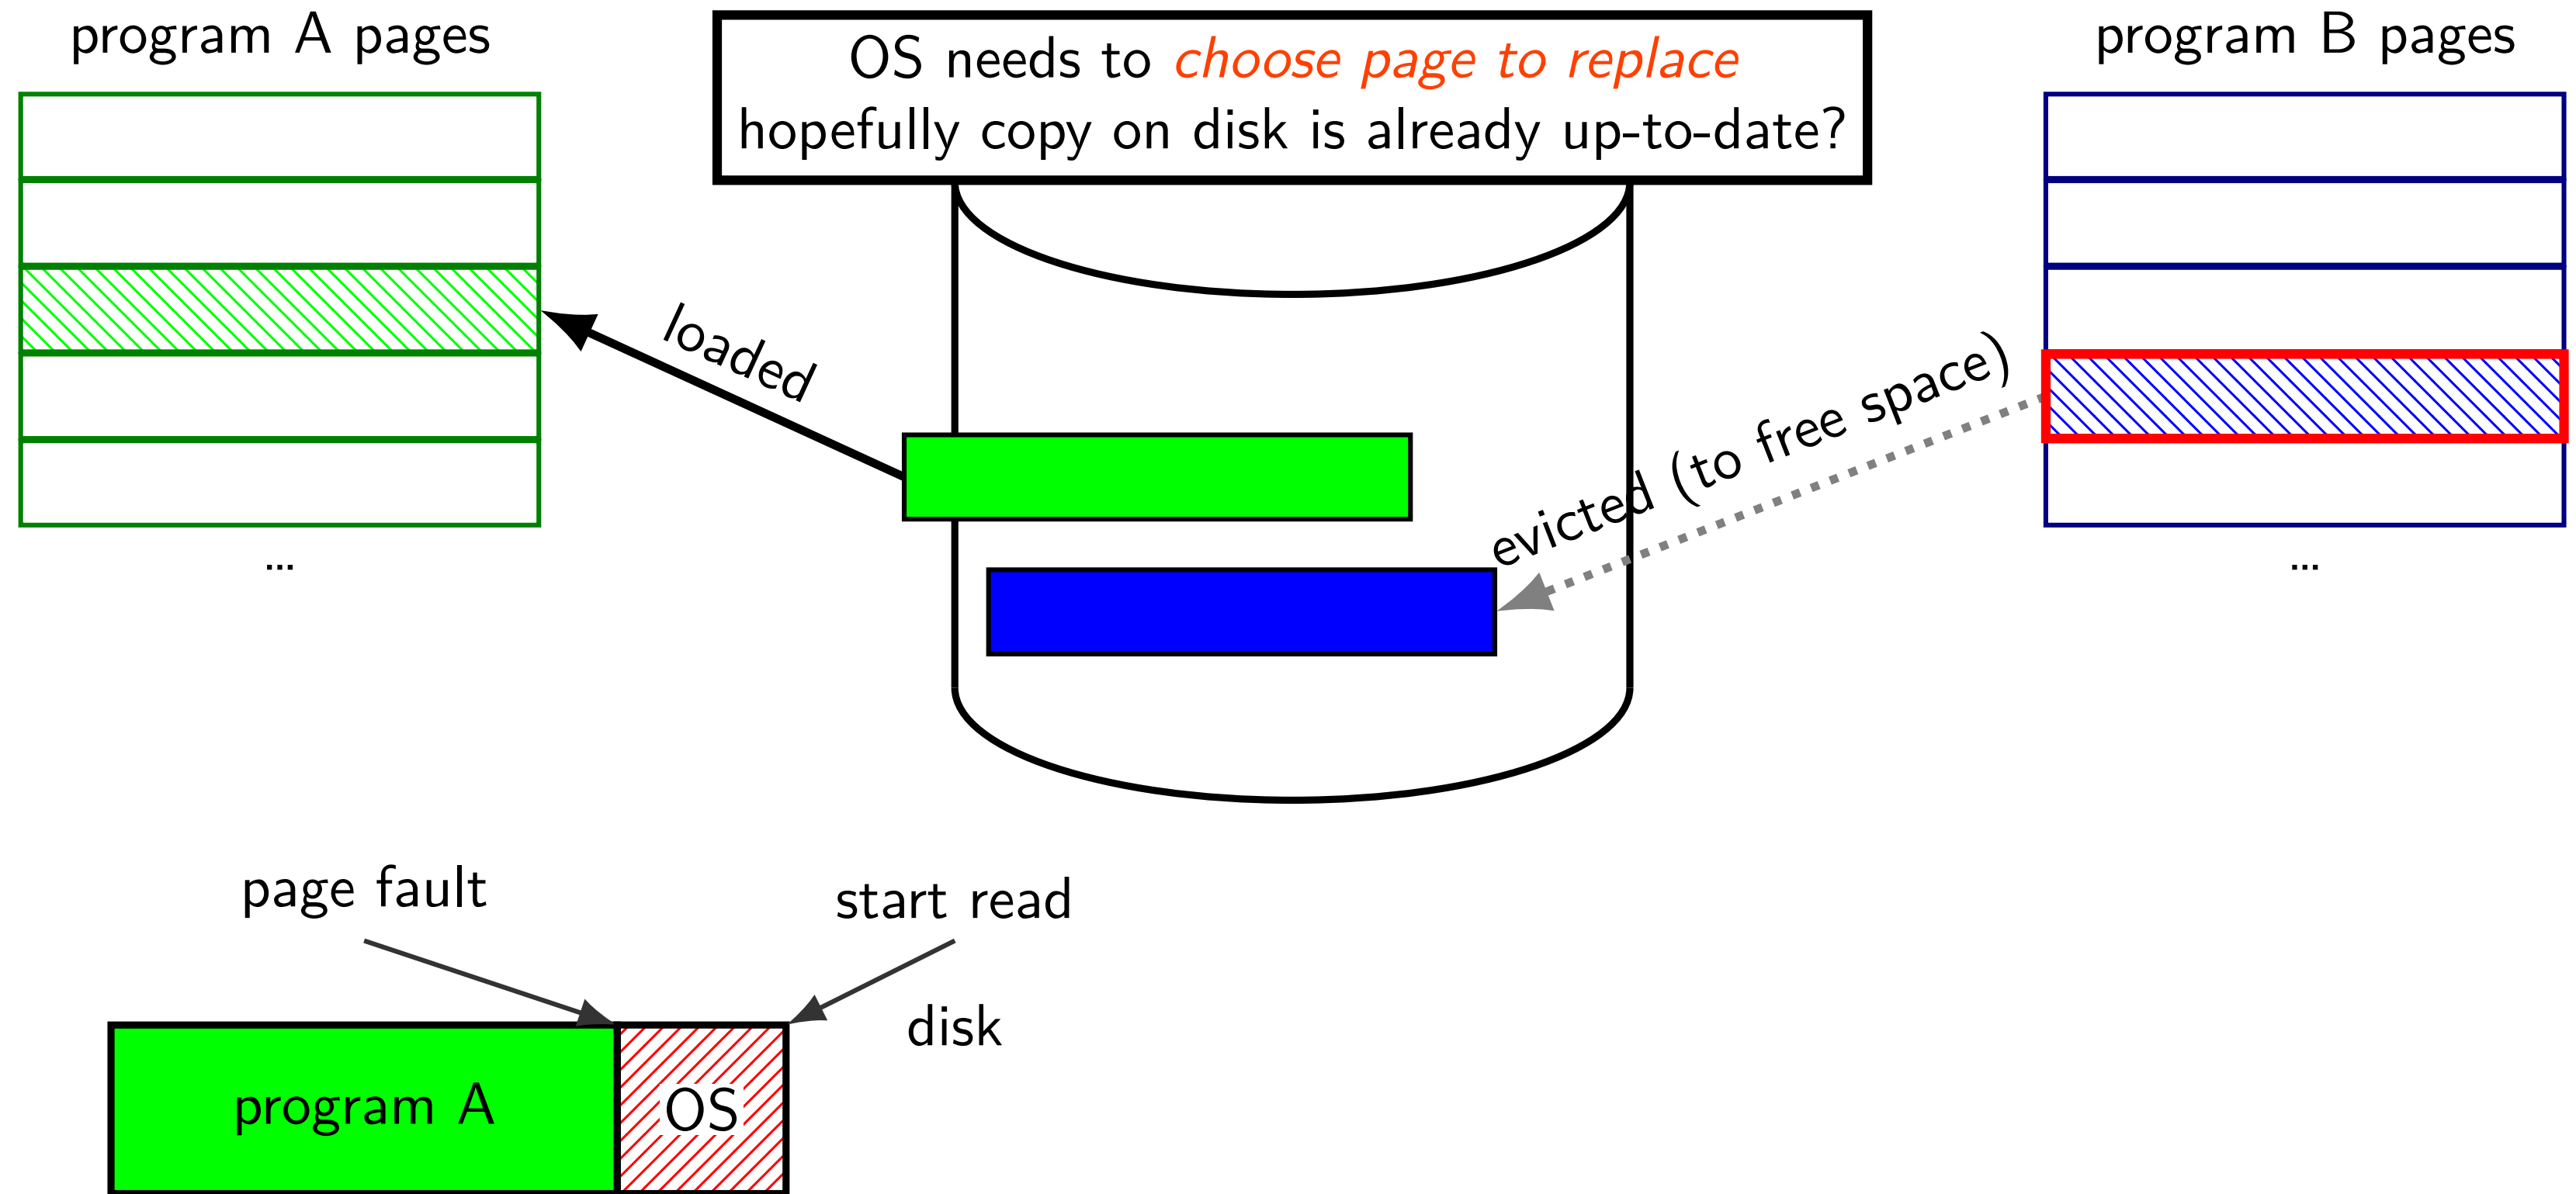 program A pages
OS needs to choose page to replace
hopefully copy on disk is already up-to-date?
program B pages
loaded
evicted (to free space)
...
...
page fault
start read
disk
program A
OS